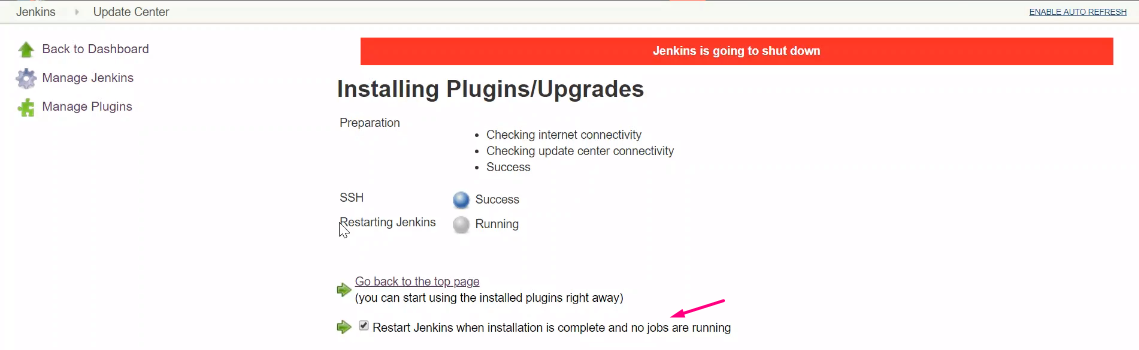 Jenkins Update Center ENABLE AUTO REFRESH
Back to Dashboard
Manage Jenkins
Manage Plugins
Jenkins is going to shut down
Installing Plugins/Upgrades
Preparation
Checking internet connectivity
Checking update center connectivity
Success
SSH Success
Restarting Jenkins Running
Go back to the top page
(you can start using the installed plugins right away)
Restart Jenkins when installation is complete and no jobs are running